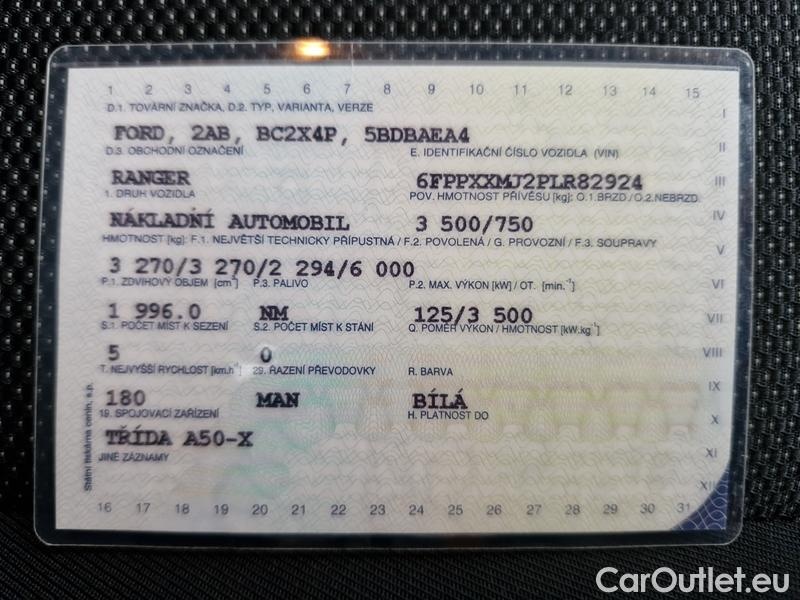 1 2 3 4 5 6 7 8 9 10 11 12 13 14 15
D.1. TOVÁRNÍ ZNAČKA, D.2. TYP, VARIANTA, VERZE
I
FORD, 2AB, BC2X4P, 5BDBAEA4
II
D.3. OBCHODNÍ OZNAČENÍ E. IDENTIFIKAČNÍ ČÍSLO VOZIDLA (VIN)
RANGER 6FPPXXMJ2PLR82924
III
1. DRUH VOZIDLA POV. HMOTNOST PŘÍVĚSU [kg]: O.1.BRZD./O.2.NEBRZD.
NÁKLADNÍ AUTOMOBIL 3 500/750
IV
HMOTNOST [kg]: F.1. NEJVĚTŠÍ TECHNICKY PŘÍPUSTNÁ / F.2. POVOLENÁ / G. PROVOZNÍ / F.3. SOUPRAVY
V
3 270/3 270/2 294/6 000
P.1. ZDVIHOVÝ OBJEM [cm³] P.3. PALIVO P.2. MAX. VÝKON [kW] / OT. [min.⁻¹]
VI
1 996.0 NM 125/3 500
VII
S.1. POČET MÍST K SEZENÍ S.2. POČET MÍST K STÁNÍ Q. POMĚR VÝKON / HMOTNOST [kW.kg⁻¹]
5 0
VIII
T. NEJVYŠŠÍ RYCHLOST [km.h⁻¹] 29. ŘAZENÍ PŘEVODOVKY R. BARVA
IX
180 MAN BÍLÁ
19. SPOJOVACÍ ZAŘÍZENÍ H. PLATNOST DO
X
TŘÍDA A50-X
JINÉ ZÁZNAMY
XI
XII
Státní tiskárna cenin, s.p.
16 17 18 19 20 21 22 23 24 25 26 27 28 29 30 31
CarOutlet.eu